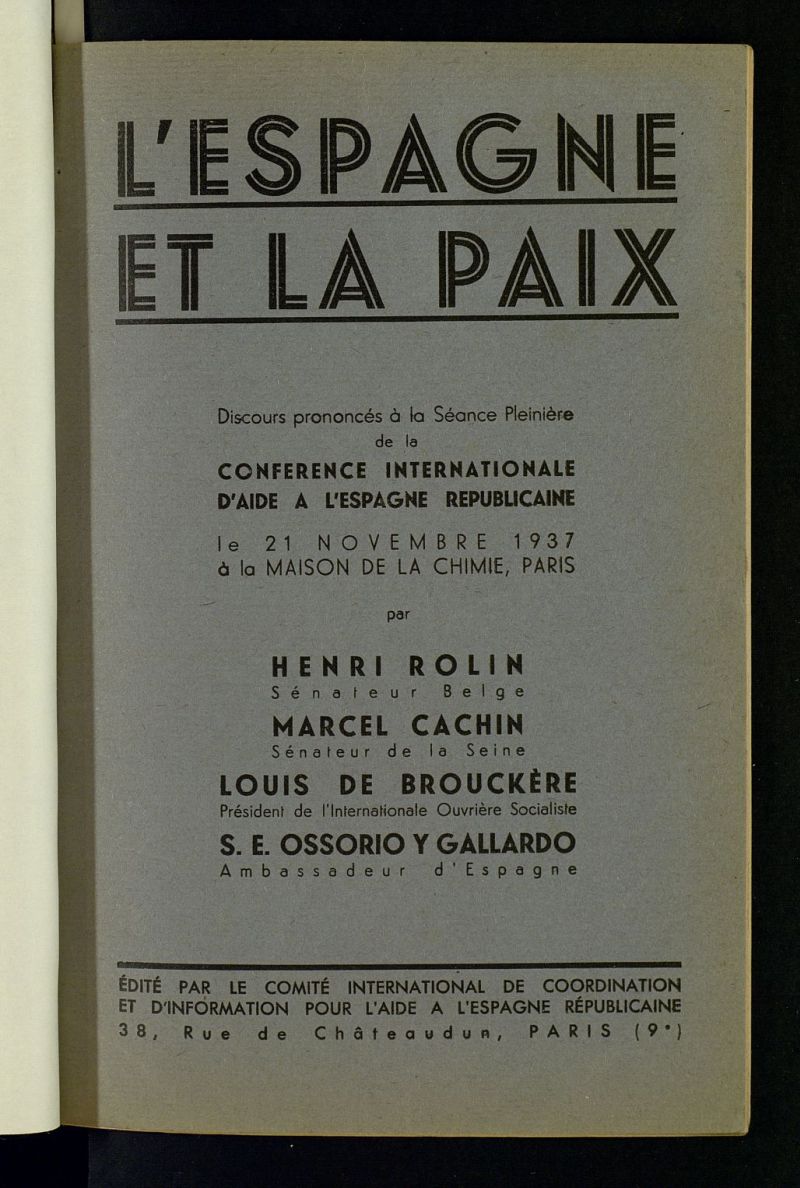 L'ESPAGNE
ET LA PAIX
Discours prononcés à la Séance Pleinière
de la
CONFERENCE INTERNATIONALE
D'AIDE A L'ESPAGNE REPUBLICAINE
le 21 NOVEMBRE 1937
à la MAISON DE LA CHIMIE, PARIS
par
HENRI ROLIN
Sénateur Belge
MARCEL CACHIN
Sénateur de la Seine
LOUIS DE BROUCKÈRE
Président de l'Internationale Ouvrière Socialiste
S. E. OSSORIO Y GALLARDO
Ambassadeur d'Espagne
ÉDITÉ PAR LE COMITÉ INTERNATIONAL DE COORDINATION
ET D'INFORMATION POUR L'AIDE A L'ESPAGNE RÉPUBLICAINE
38, Rue de Châteaudun, PARIS (9e)